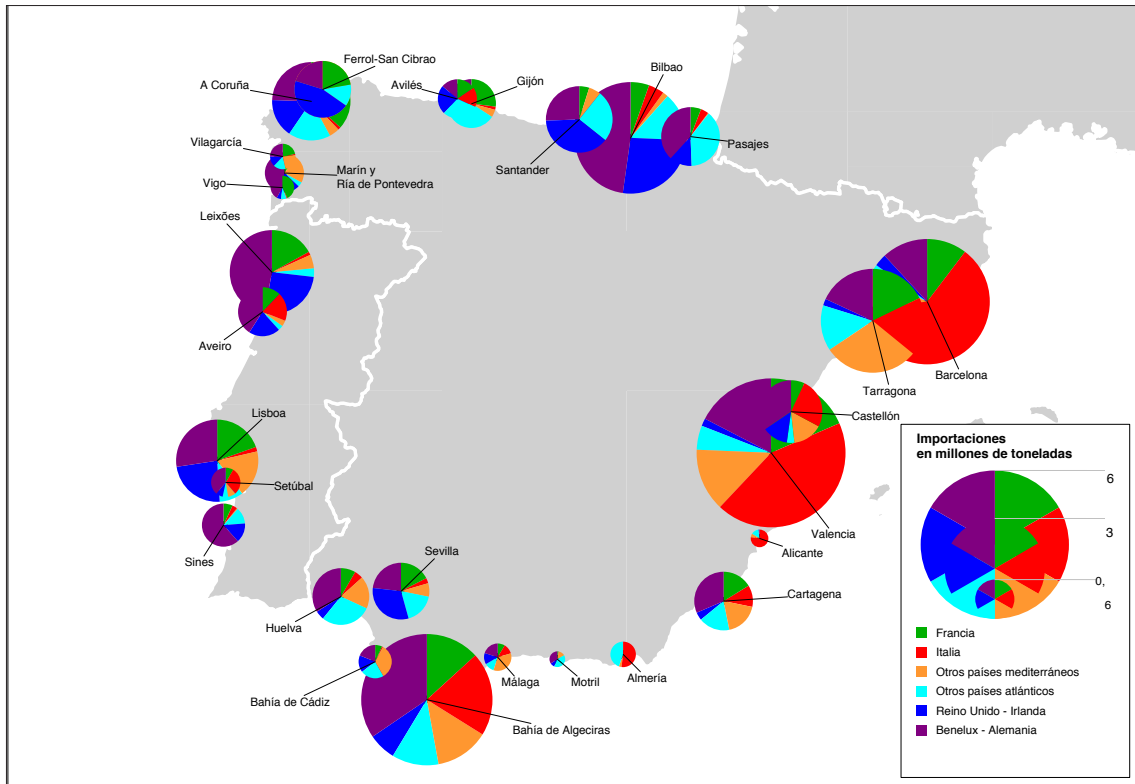 Ferrol-San Cibrao
A Coruña
Avilés
Gijón
Bilbao
Santander
Pasajes
Vilagarcía
Marín y
Ría de Pontevedra
Vigo
Leixões
Aveiro
Tarragona
Barcelona
Lisboa
Castellón
Setúbal
Valencia
Sines
Alicante
Sevilla
Cartagena
Huelva
Bahía de Cádiz
Málaga
Motril
Almería
Bahía de Algeciras
Importaciones
en millones de toneladas
6
3
0,
6
Francia
Italia
Otros países mediterráneos
Otros países atlánticos
Reino Unido - Irlanda
Benelux - Alemania